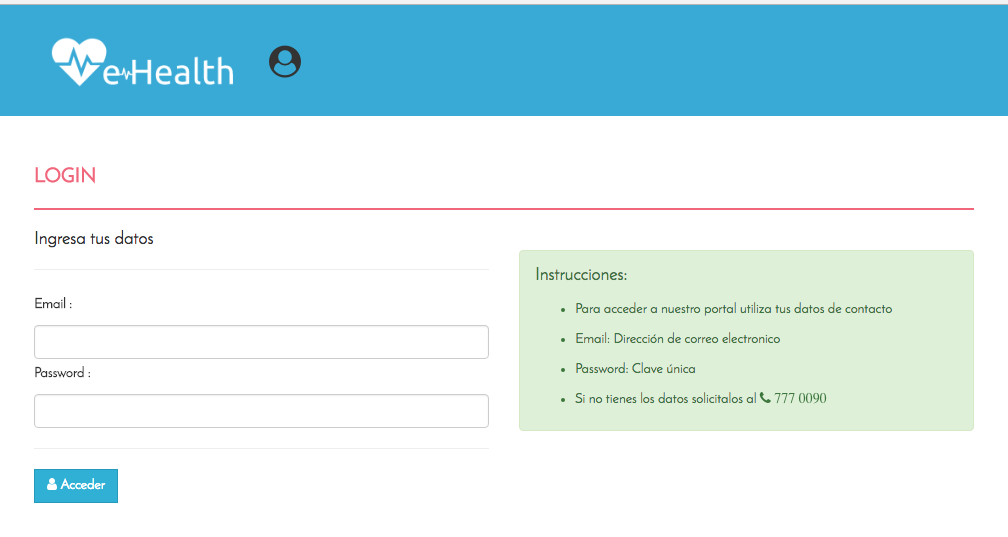 e-Health
LOGIN
Ingresa tus datos
Email :
Password :
Acceder
Instrucciones:
Para acceder a nuestro portal utiliza tus datos de contacto
Email: Dirección de correo electronico
Password: Clave única
Si no tienes los datos solicitalos al 777 0090